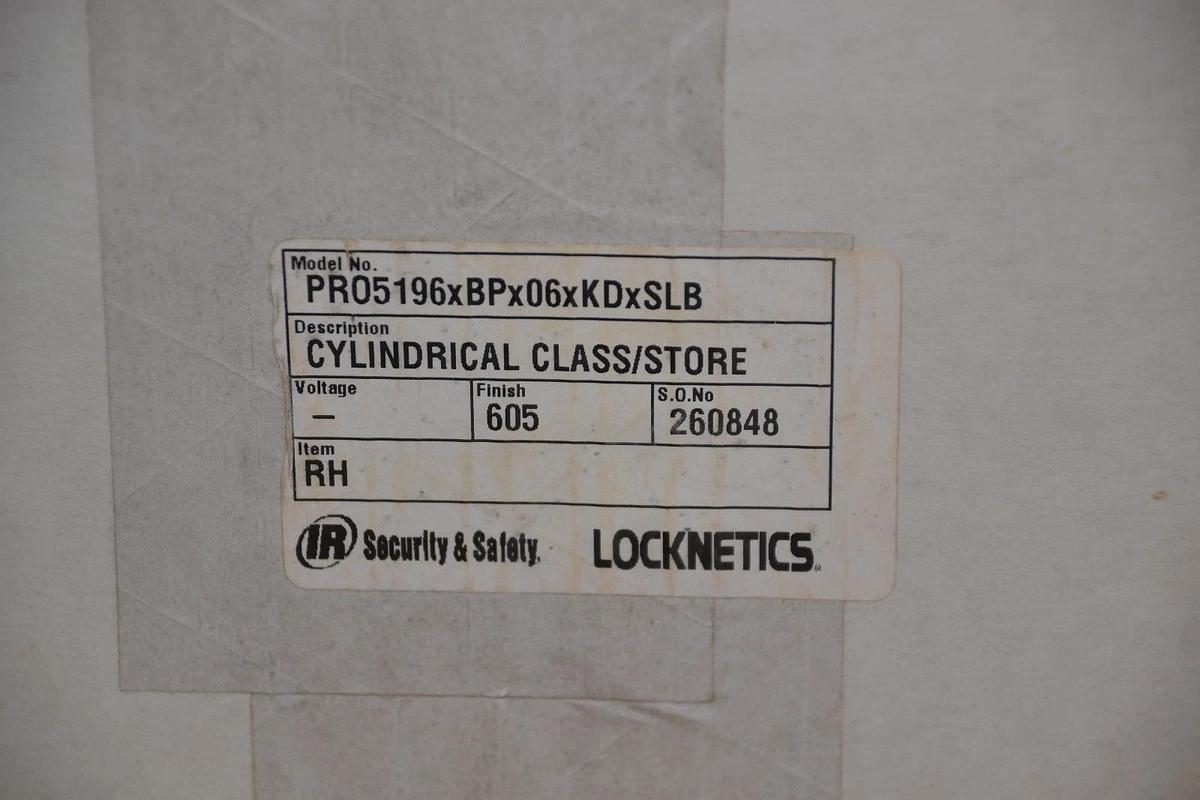 Model No.
PRO5196xBPx06xKDxSLB
Description
CYLINDRICAL CLASS/STORE
Voltage Finish S.O.No
– 605 260848
Item
RH
IR Security & Safety. LOCKNETICS®